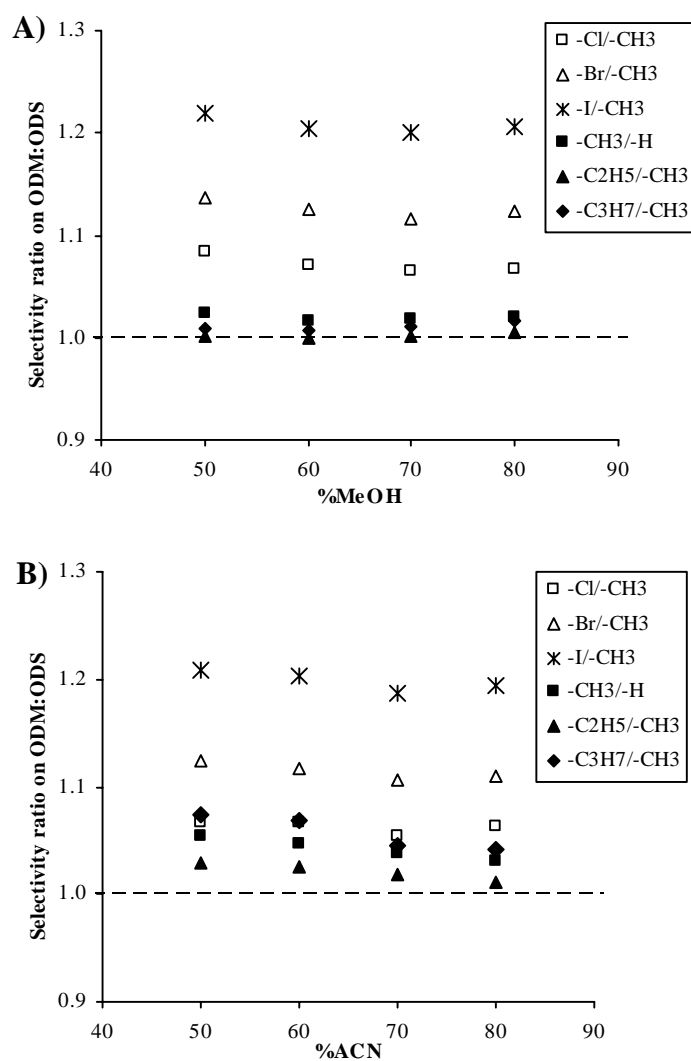 A)
Selectivity ratio on ODM:ODS
1.3
1.2
1.1
1.0
0.9
40 50 60 70 80 90
%MeOH
-Cl/-CH3
-Br/-CH3
-I/-CH3
-CH3/-H
-C2H5/-CH3
-C3H7/-CH3
B)
Selectivity ratio on ODM:ODS
1.3
1.2
1.1
1.0
0.9
40 50 60 70 80 90
%ACN
-Cl/-CH3
-Br/-CH3
-I/-CH3
-CH3/-H
-C2H5/-CH3
-C3H7/-CH3